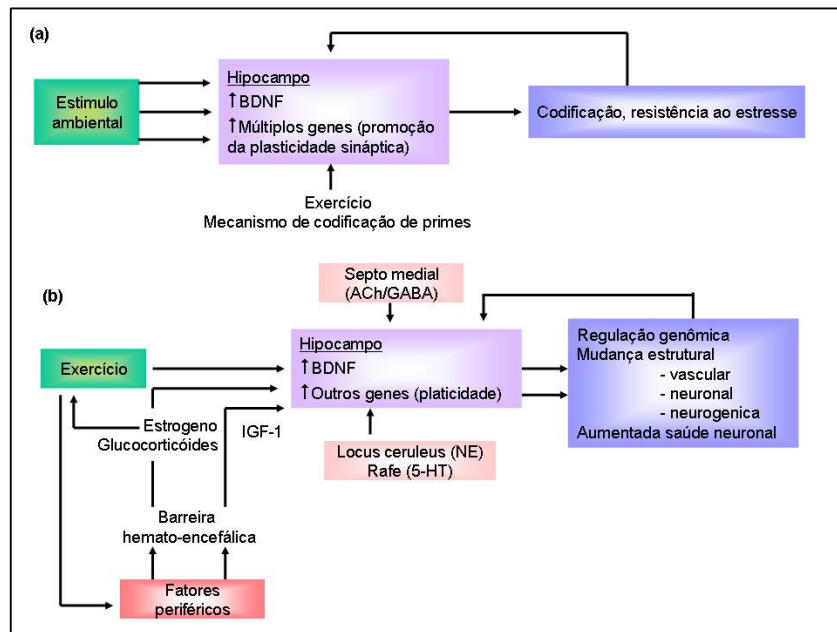 (a)
Estimulo
ambiental
Hipocampo
↑BDNF
↑Múltiplos genes (promoção
da plasticidade sináptica)
Codificação, resistência ao estresse
Exercício
Mecanismo de codificação de primes
(b)
Septo medial
(ACh/GABA)
Exercício
Hipocampo
↑BDNF
↑Outros genes (platicidade)
Regulação genômica
Mudança estrutural
- vascular
- neuronal
- neurogenica
Aumentada saúde neuronal
Estrogeno
Glucocorticóides
IGF-1
Locus ceruleus (NE)
Rafe (5-HT)
Barreira
hemato-encefálica
Fatores
periféricos